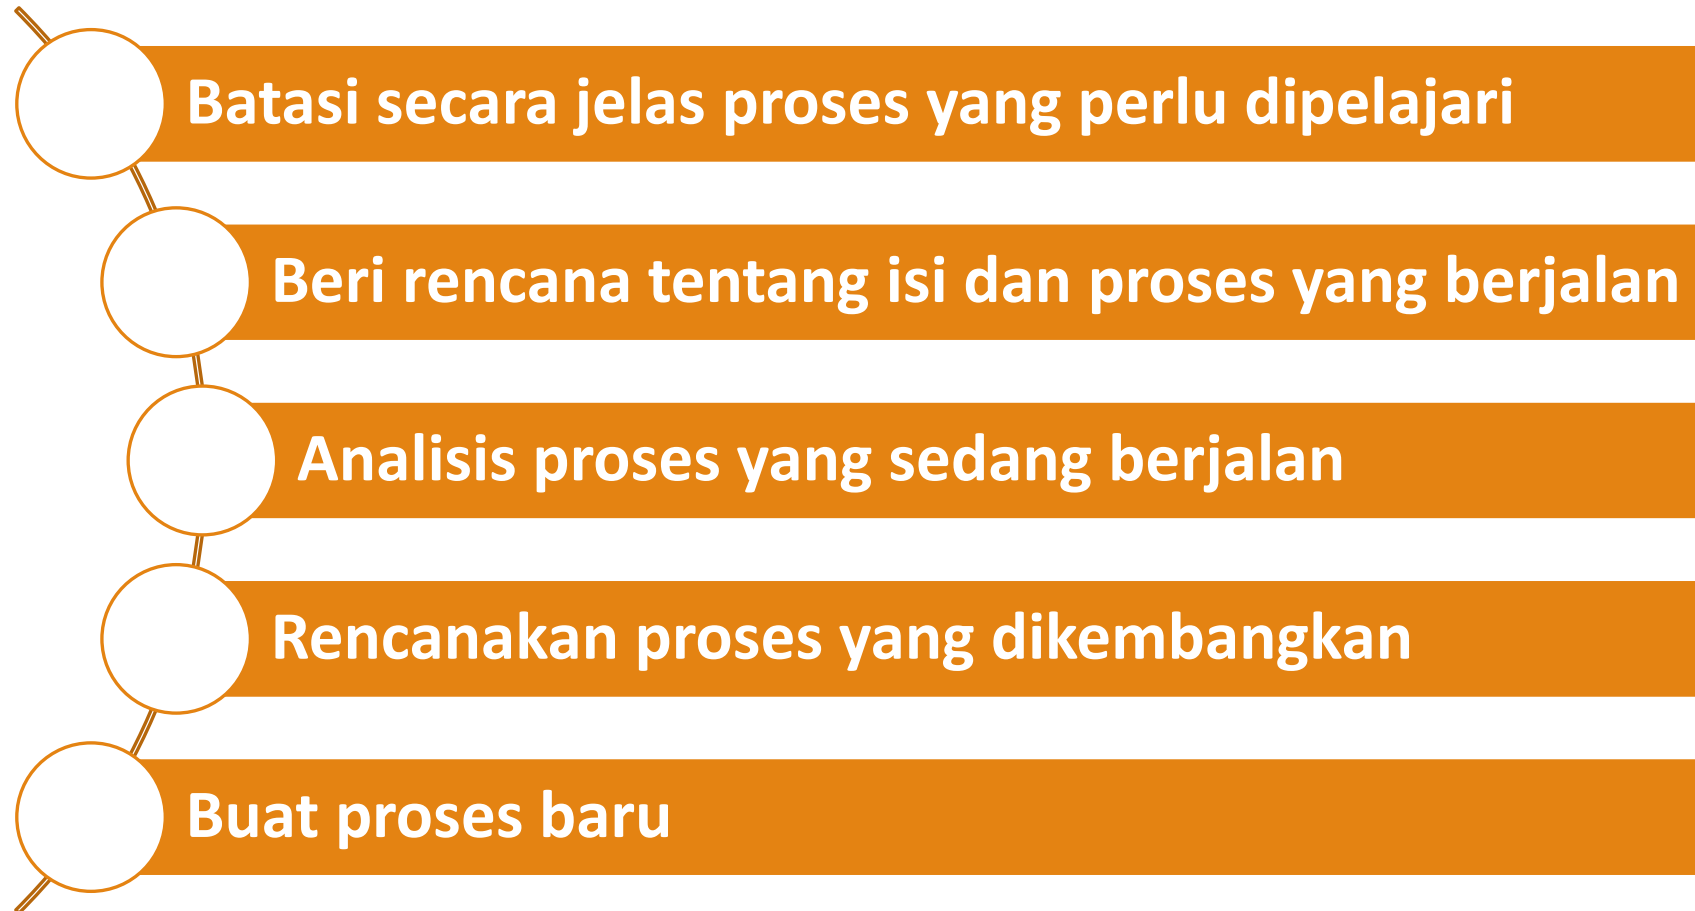 Batasi secara jelas proses yang perlu dipelajari
Beri rencana tentang isi dan proses yang berjalan
Analisis proses yang sedang berjalan
Rencanakan proses yang dikembangkan
Buat proses baru